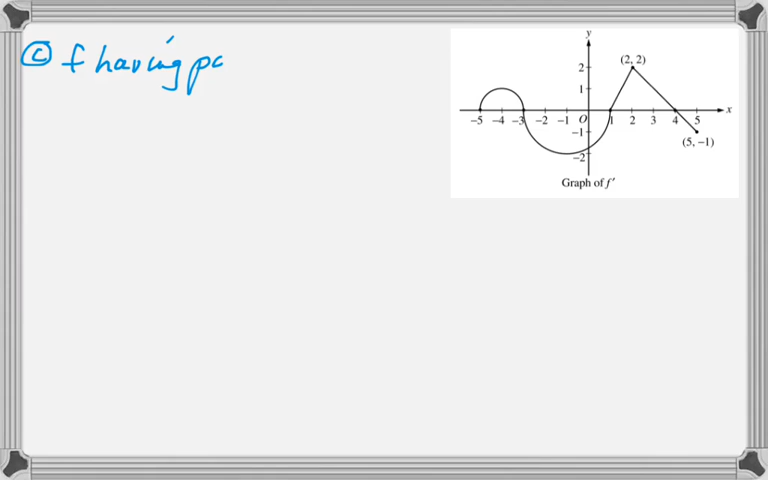 © f having po
y
(2, 2)
2
1
-5 -4 -3 -2 -1 O 1 2 3 4 5 x
-1
-2
(5, -1)
Graph of f′